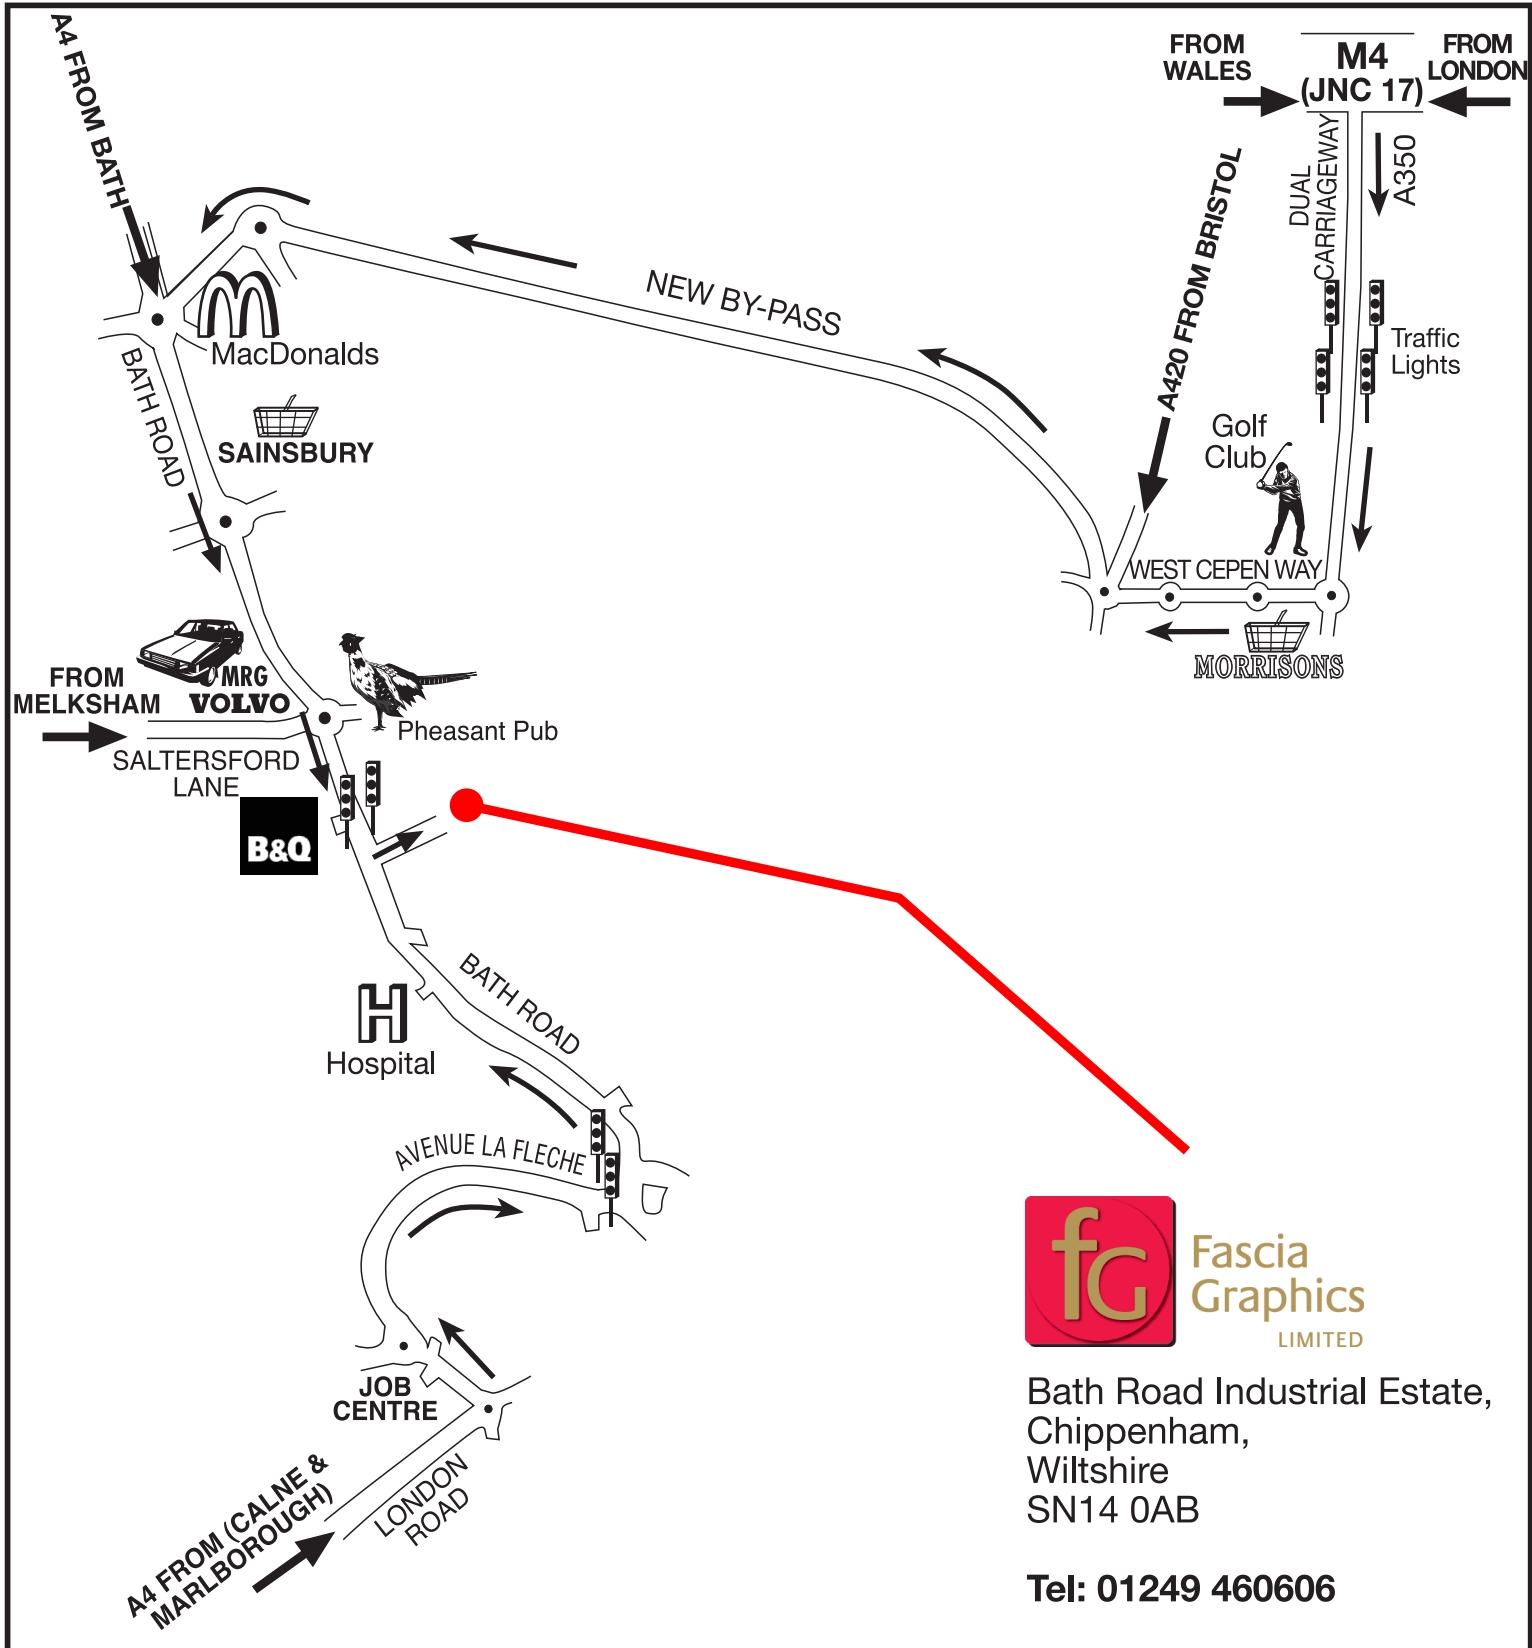 A4 FROM BATH
FROM
WALES
M4
(JNC 17)
FROM
LONDON
DUAL
CARRIAGEWAY
A350
A420 FROM BRISTOL
NEW BY-PASS
Traffic
Lights
MacDonalds
BATH ROAD
SAINSBURY
Golf
Club
WEST CEPEN WAY
MORRISONS
FROM
MELKSHAM
MRG
VOLVO
Pheasant Pub
SALTERSFORD
LANE
B&Q
BATH ROAD
H
Hospital
AVENUE LA FLECHE
JOB
CENTRE
LONDON
ROAD
A4 FROM (CALNE &
MARLBOROUGH)
fG
Fascia
Graphics
LIMITED
Bath Road Industrial Estate,
Chippenham,
Wiltshire
SN14 0AB
Tel: 01249 460606